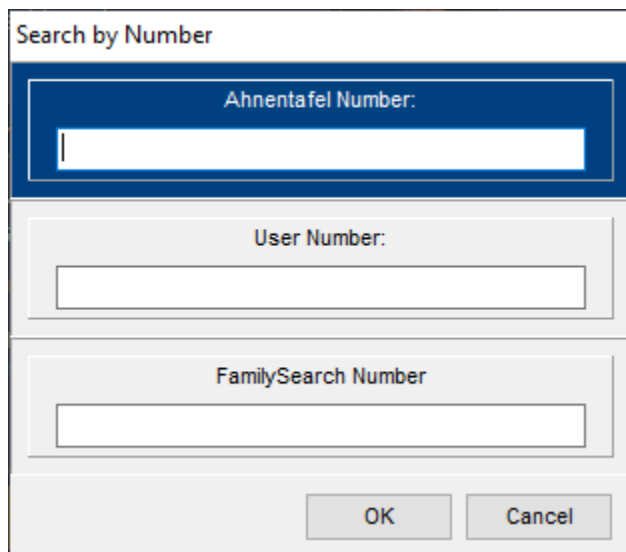 Search by Number
Ahnentafel Number:
User Number:
FamilySearch Number
OK
Cancel